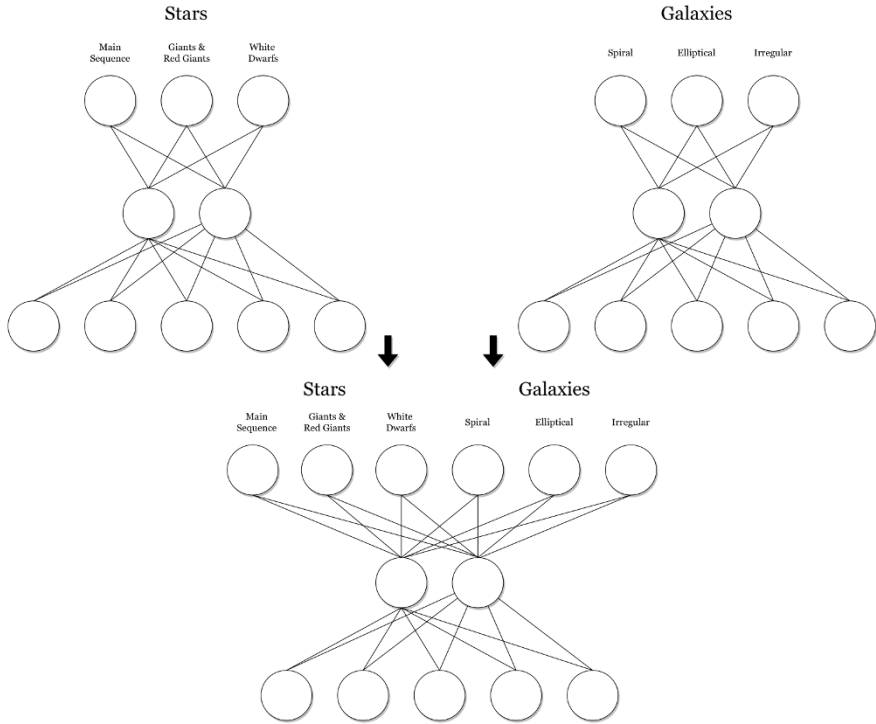 Stars
Main
Sequence
Giants &
Red Giants
White
Dwarfs
Galaxies
Spiral
Elliptical
Irregular
Stars
Galaxies
Main
Sequence
Giants &
Red Giants
White
Dwarfs
Spiral
Elliptical
Irregular